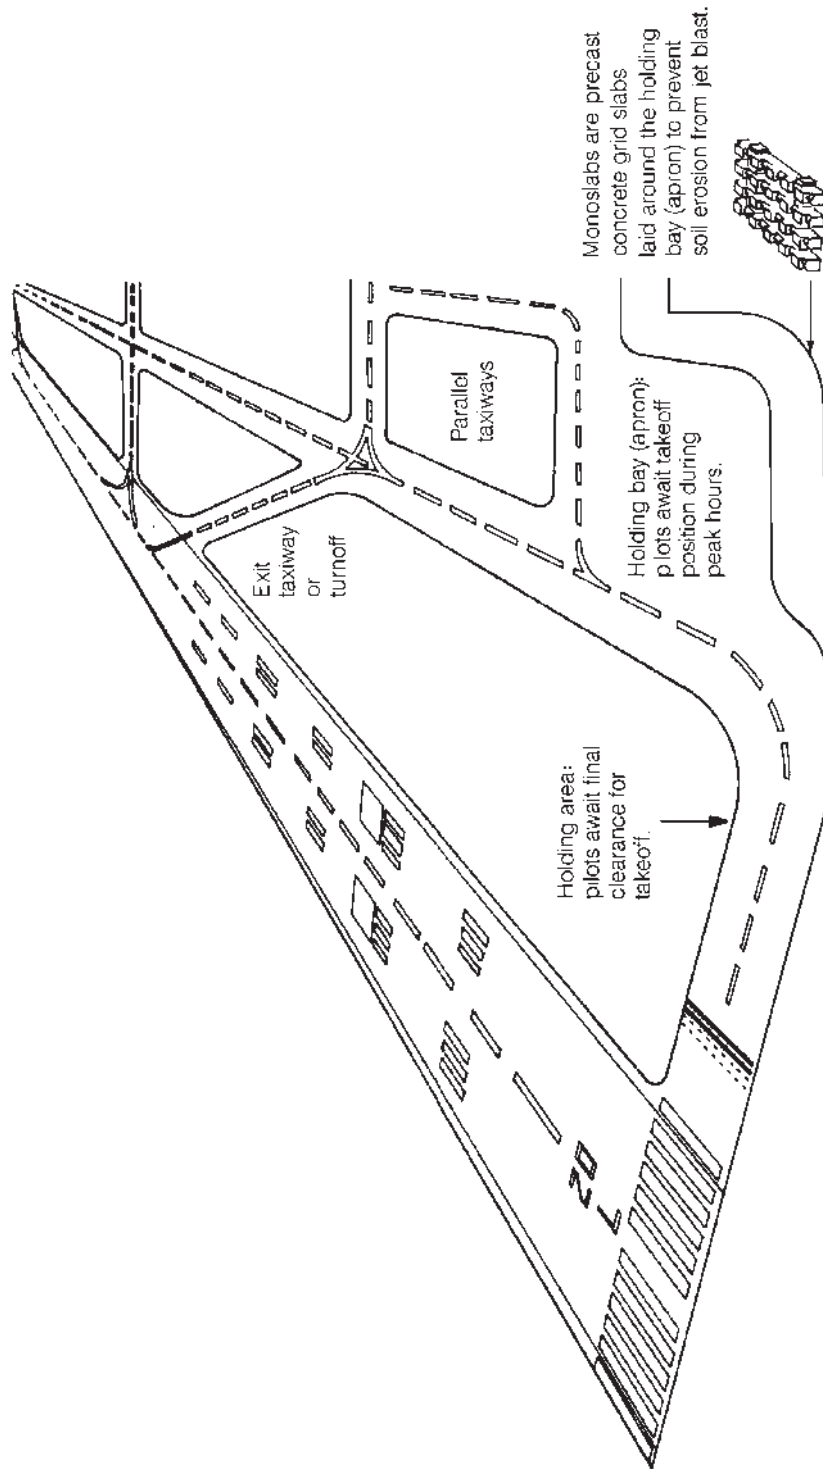 Exit
taxiway
or
turnoff
Parallel
taxiways
Holding area:
pilots await final
clearance for
takeoff.
Holding bay (apron):
pilots await takeoff
position during
peak hours.
Monoslabs are precast
concrete grid slabs
laid around the holding
bay (apron) to prevent
soil erosion from jet blast.
20
L